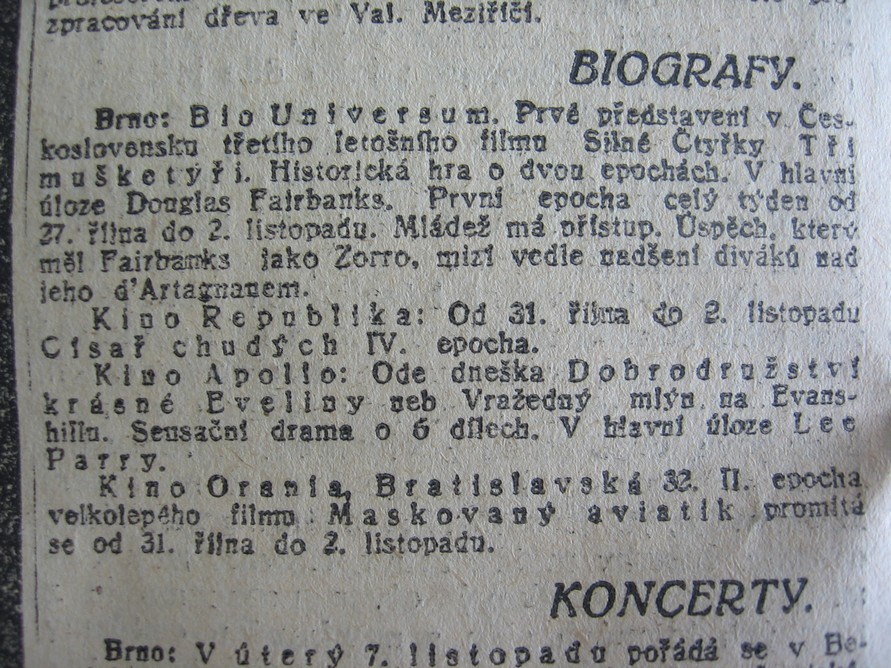 zpracování dřeva ve Val. Meziříčí.
BIOGRAFY.
Brno: Bio Universum. Prvé představení v Čes-
koslovensku třetího letošního filmu Silné Čtyřky Tři
mušketýři. Historická hra o dvou epochách. V hlavní
úloze Douglas Fairbanks. První epocha celý týden od
27. října do 2. listopadu. Mládež má přístup. Úspěch, který
měl Fairbanks jako Zorro, mizí vedle nadšení diváků nad
jeho d'Artagnanem.
Kino Republika: Od 31. října do 2. listopadu
Císař chudých IV. epocha.
Kino Apollo: Ode dneška Dobrodružství
krásné Eveliny neb Vražedný mlýn na Evans-
hillu. Sensační drama o 6 dílech. V hlavní úloze Lee
Parry.
Kino Orania, Bratislavská 32. II. epocha
velkolepého filmu Maskovaný aviatik promítá
se od 31. října do 2. listopadu.
KONCERTY.
Brno: V úterý 7. listopadu pořádá se v Be-